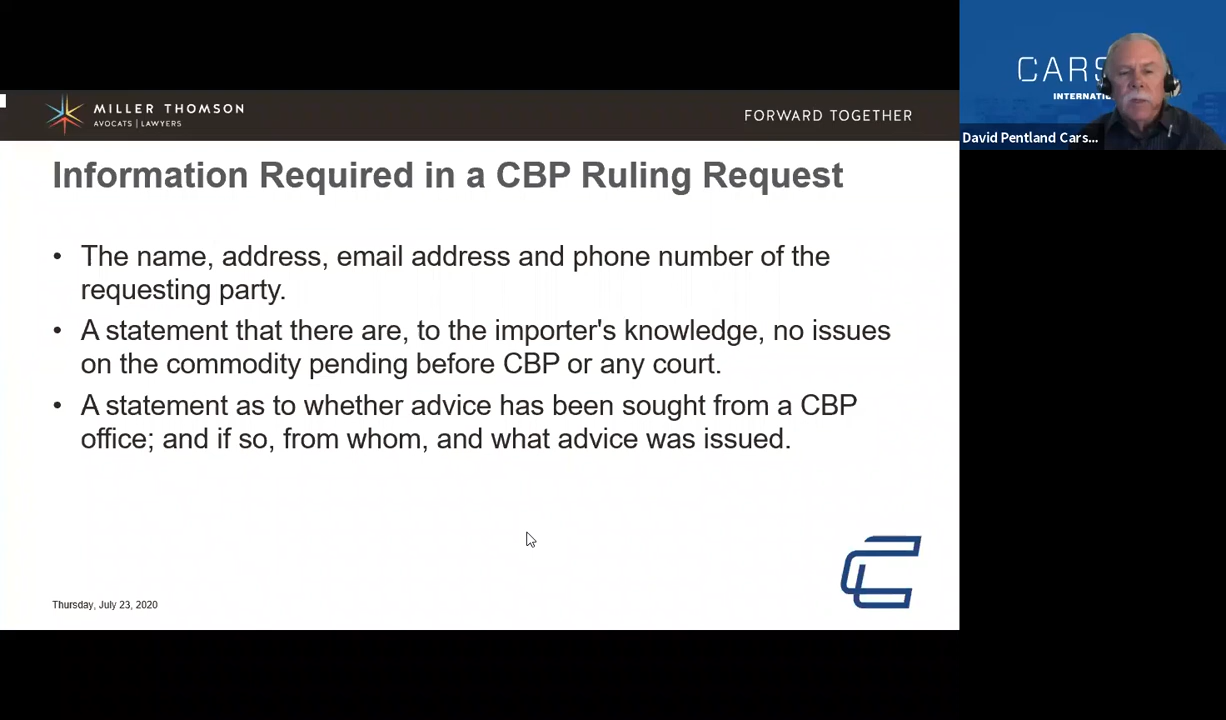 MILLER THOMSON
AVOCATS | LAWYERS
FORWARD TOGETHER
Information Required in a CBP Ruling Request
• The name, address, email address and phone number of the
requesting party.
• A statement that there are, to the importer's knowledge, no issues
on the commodity pending before CBP or any court.
• A statement as to whether advice has been sought from a CBP
office; and if so, from whom, and what advice was issued.
Thursday, July 23, 2020
CARS
INTERNATI
David Pentland Cars...